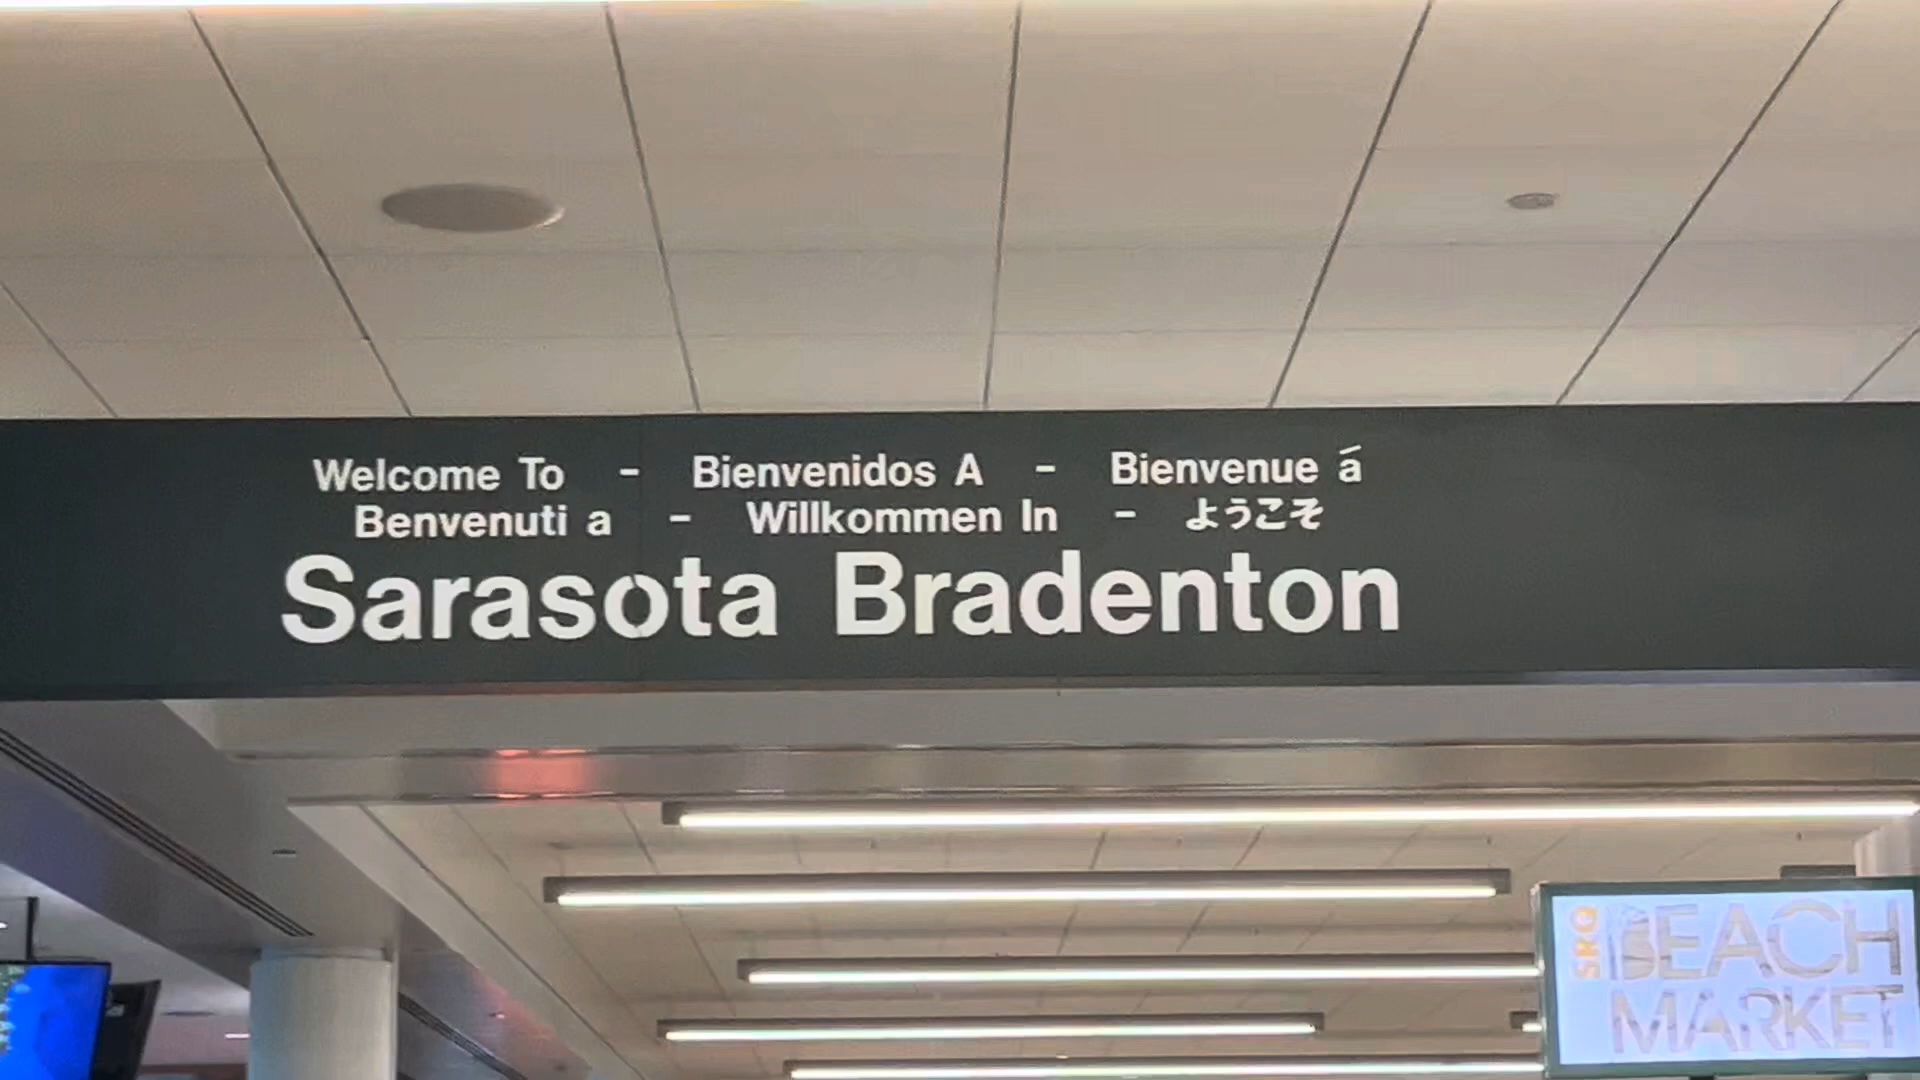 Welcome To - Bienvenidos A - Bienvenue á
Benvenuti a - Willkommen In - ようこそ
Sarasota Bradenton
SRQ
BEACH
MARKET